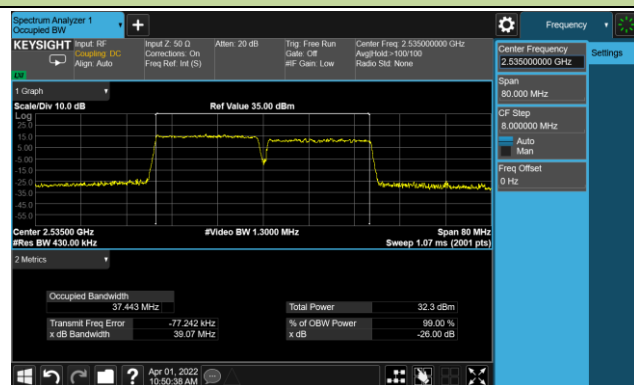 Spectrum Analyzer 1
Occupied BW
+
Frequency
KEYSIGHT
Input: RF
Coupling: DC
Align: Auto
Input Z: 50 Ω
Corrections: On
Freq Ref: Int (S)
Atten: 20 dB
Trig: Free Run
Gate: Off
#IF Gain: Low
Center Freq: 2.535000000 GHz
Avg|Hold:>100/100
Radio Std: None
Center Frequency
2.535000000 GHz
Settings
Span
80.000 MHz
CF Step
8.000000 MHz
Auto
Man
Freq Offset
0 Hz
1 Graph
Scale/Div 10.0 dB
Ref Value 35.00 dBm
Log
25.0
15.0
5.00
-5.00
-15.0
-25.0
-35.0
-45.0
-55.0
Center 2.53500 GHz
#Video BW 1.3000 MHz
Span 80 MHz
#Res BW 430.00 kHz
Sweep 1.07 ms (2001 pts)
2 Metrics
Occupied Bandwidth
37.443 MHz
Total Power
32.3 dBm
Transmit Freq Error
-77.242 kHz
% of OBW Power
99.00 %
x dB Bandwidth
39.07 MHz
x dB
-26.00 dB
?
Apr 01, 2022
10:50:38 AM